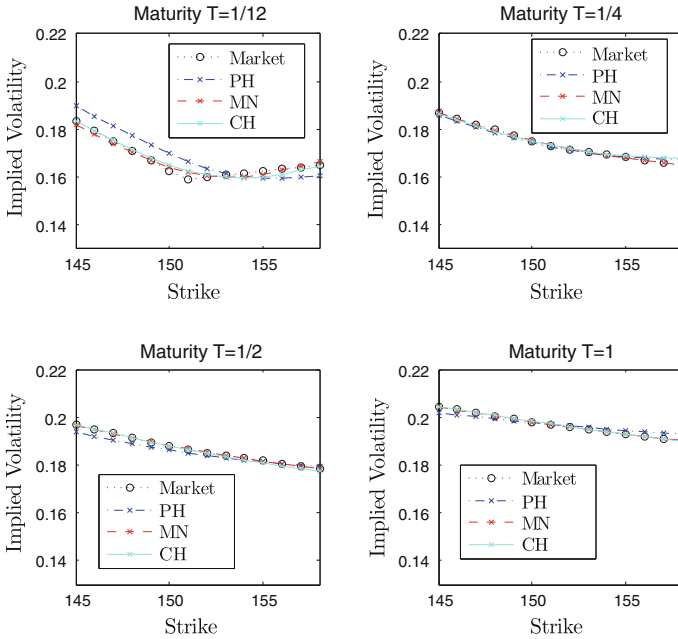 Maturity T=1/12
0.22
0.2
0.18
0.16
0.14
Implied Volatility
Market
PH
MN
CH
145
150
155
Strike
Maturity T=1/4
0.22
0.2
0.18
0.16
0.14
Implied Volatility
Market
PH
MN
CH
145
150
155
Strike
Maturity T=1/2
0.22
0.2
0.18
0.16
0.14
Implied Volatility
Market
PH
MN
CH
145
150
155
Strike
Maturity T=1
0.22
0.2
0.18
0.16
0.14
Implied Volatility
Market
PH
MN
CH
145
150
155
Strike